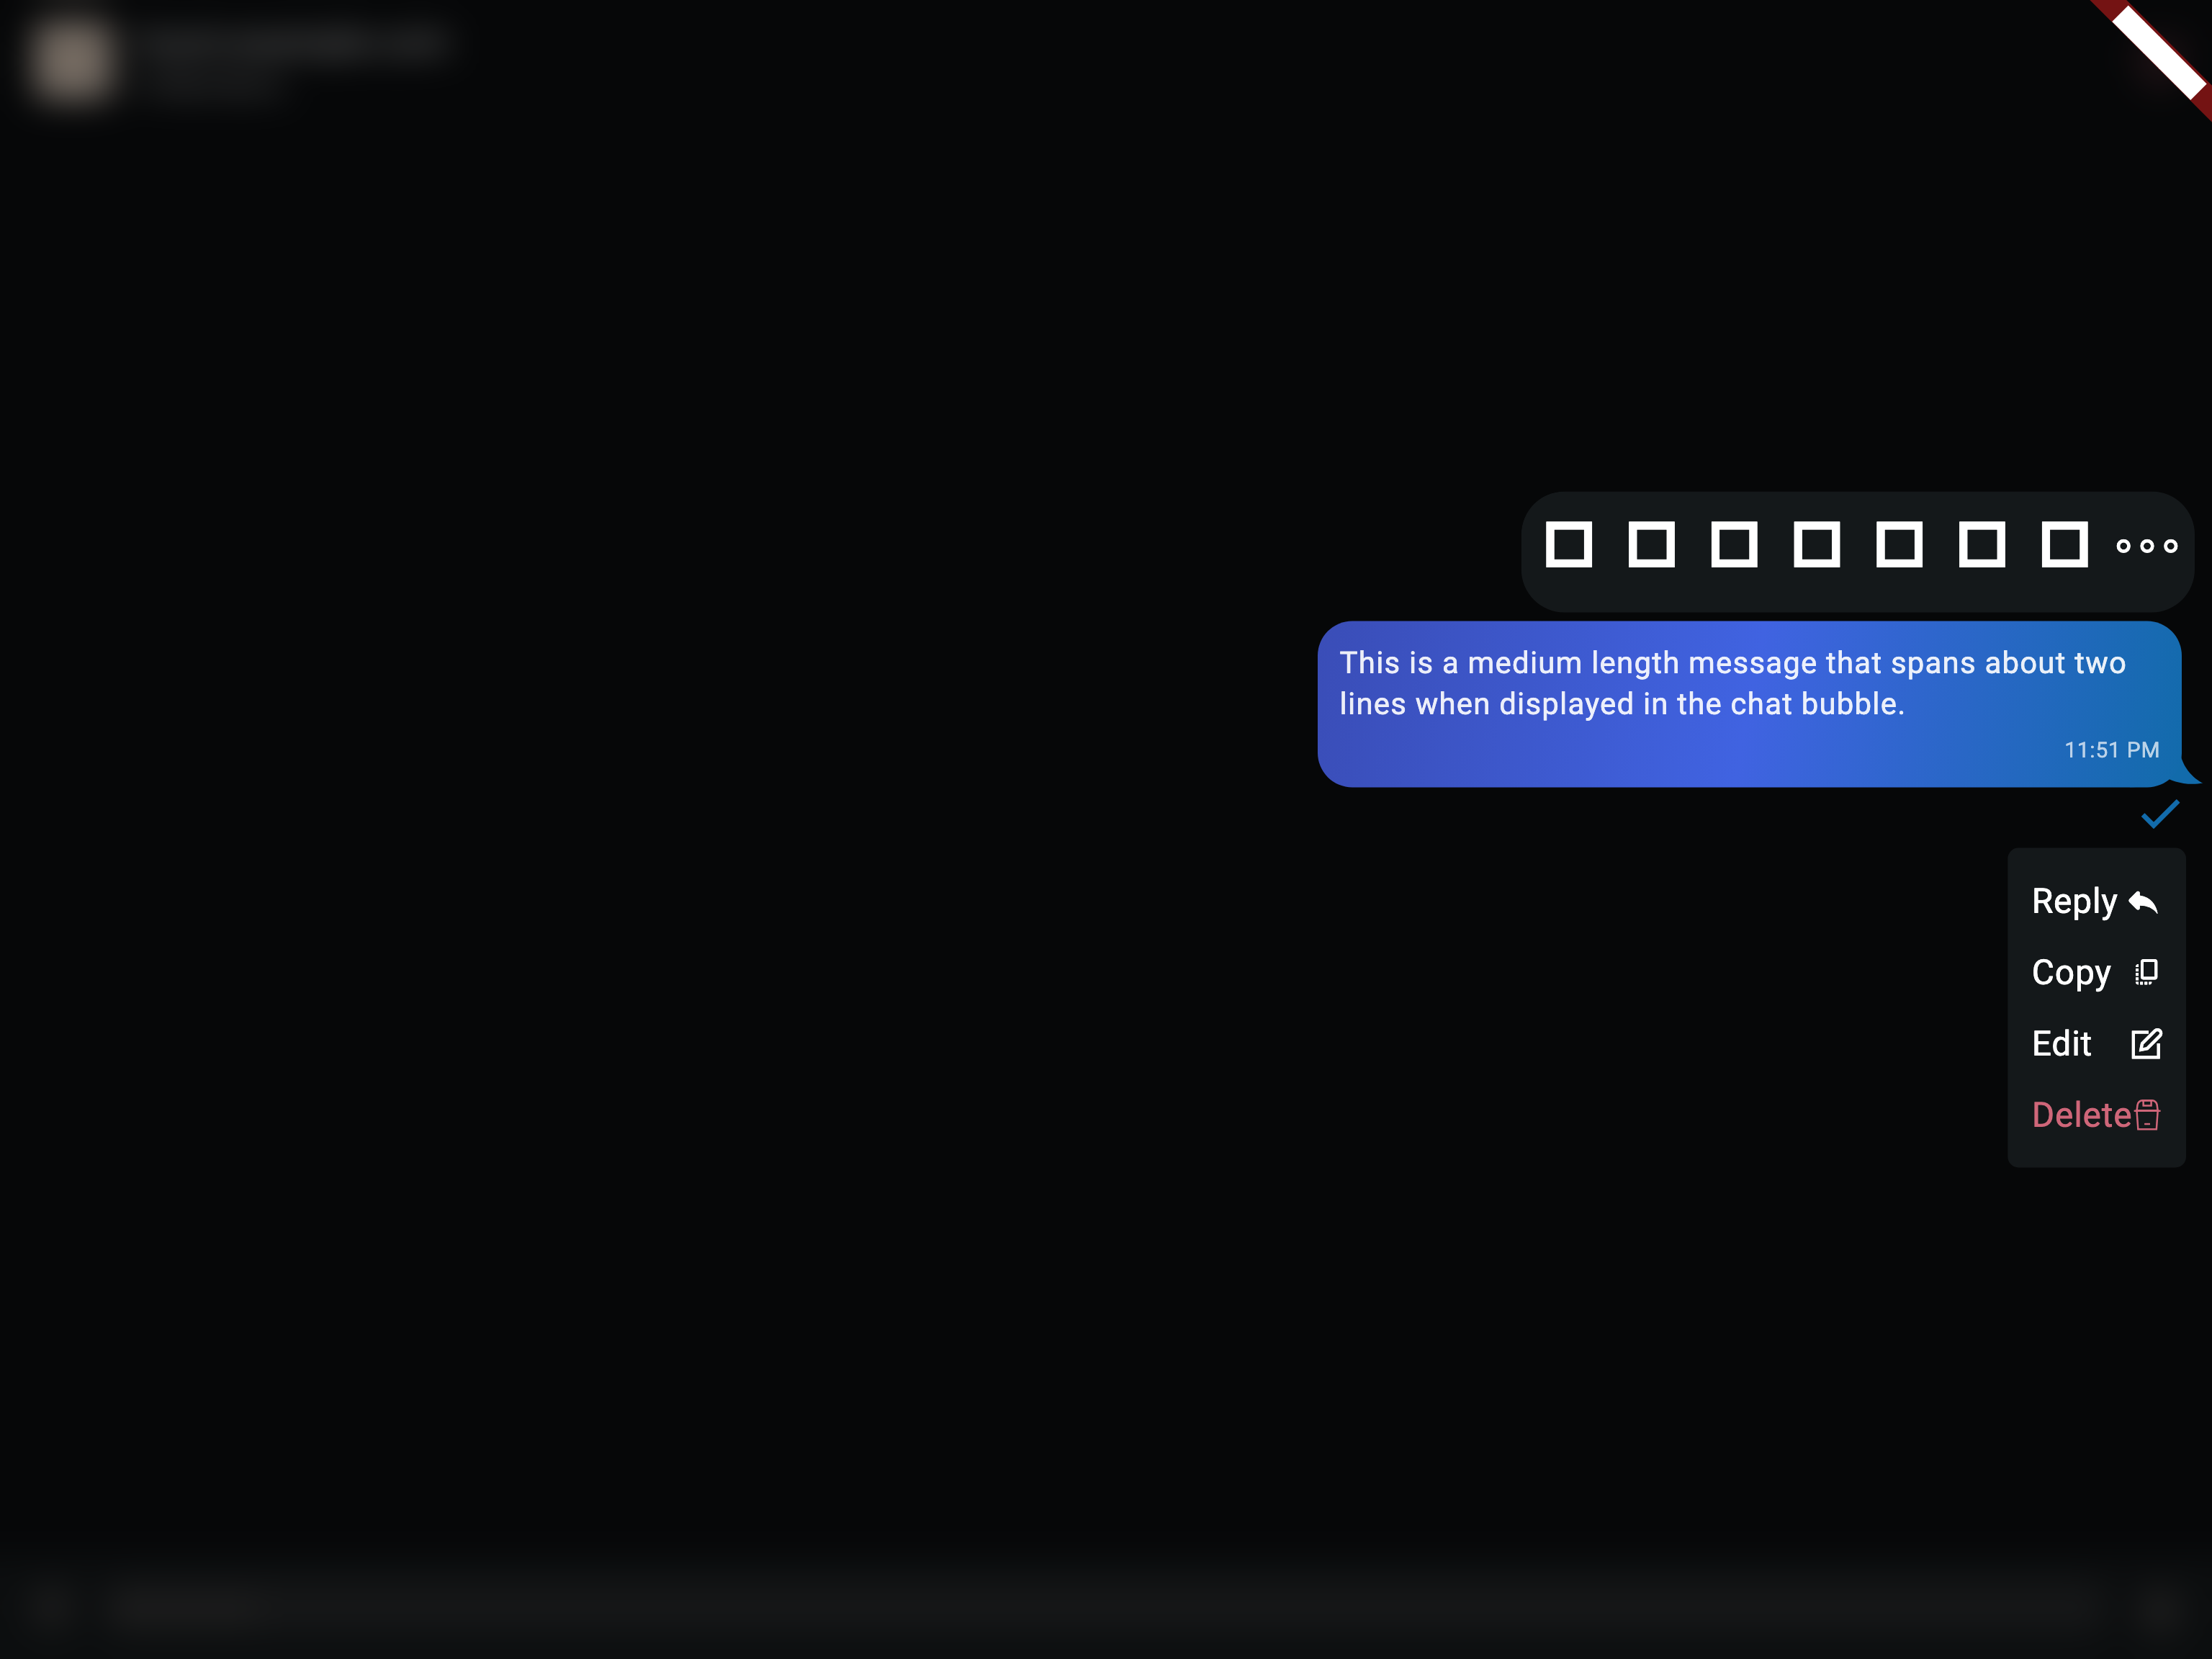 This is a medium length message that spans about two
lines when displayed in the chat bubble.
11:51 PM
Reply
Copy
Edit
Delete